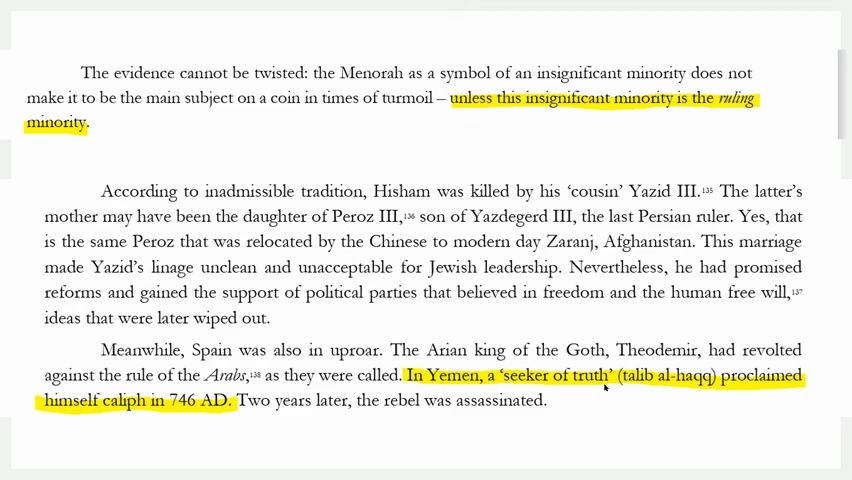 The evidence cannot be twisted: the Menorah as a symbol of an insignificant minority does not
make it to be the main subject on a coin in times of turmoil – unless this insignificant minority is the ruling
minority.
According to inadmissible tradition, Hisham was killed by his ‘cousin’ Yazid III.135 The latter’s
mother may have been the daughter of Peroz III,136 son of Yazdegerd III, the last Persian ruler. Yes, that
is the same Peroz that was relocated by the Chinese to modern day Zaranj, Afghanistan. This marriage
made Yazid’s linage unclean and unacceptable for Jewish leadership. Nevertheless, he had promised
reforms and gained the support of political parties that believed in freedom and the human free will,137
ideas that were later wiped out.
Meanwhile, Spain was also in uproar. The Arian king of the Goth, Theodemir, had revolted
against the rule of the Arabs,138 as they were called. In Yemen, a ‘seeker of truth’ (talib al-haqq) proclaimed
himself caliph in 746 AD. Two years later, the rebel was assassinated.